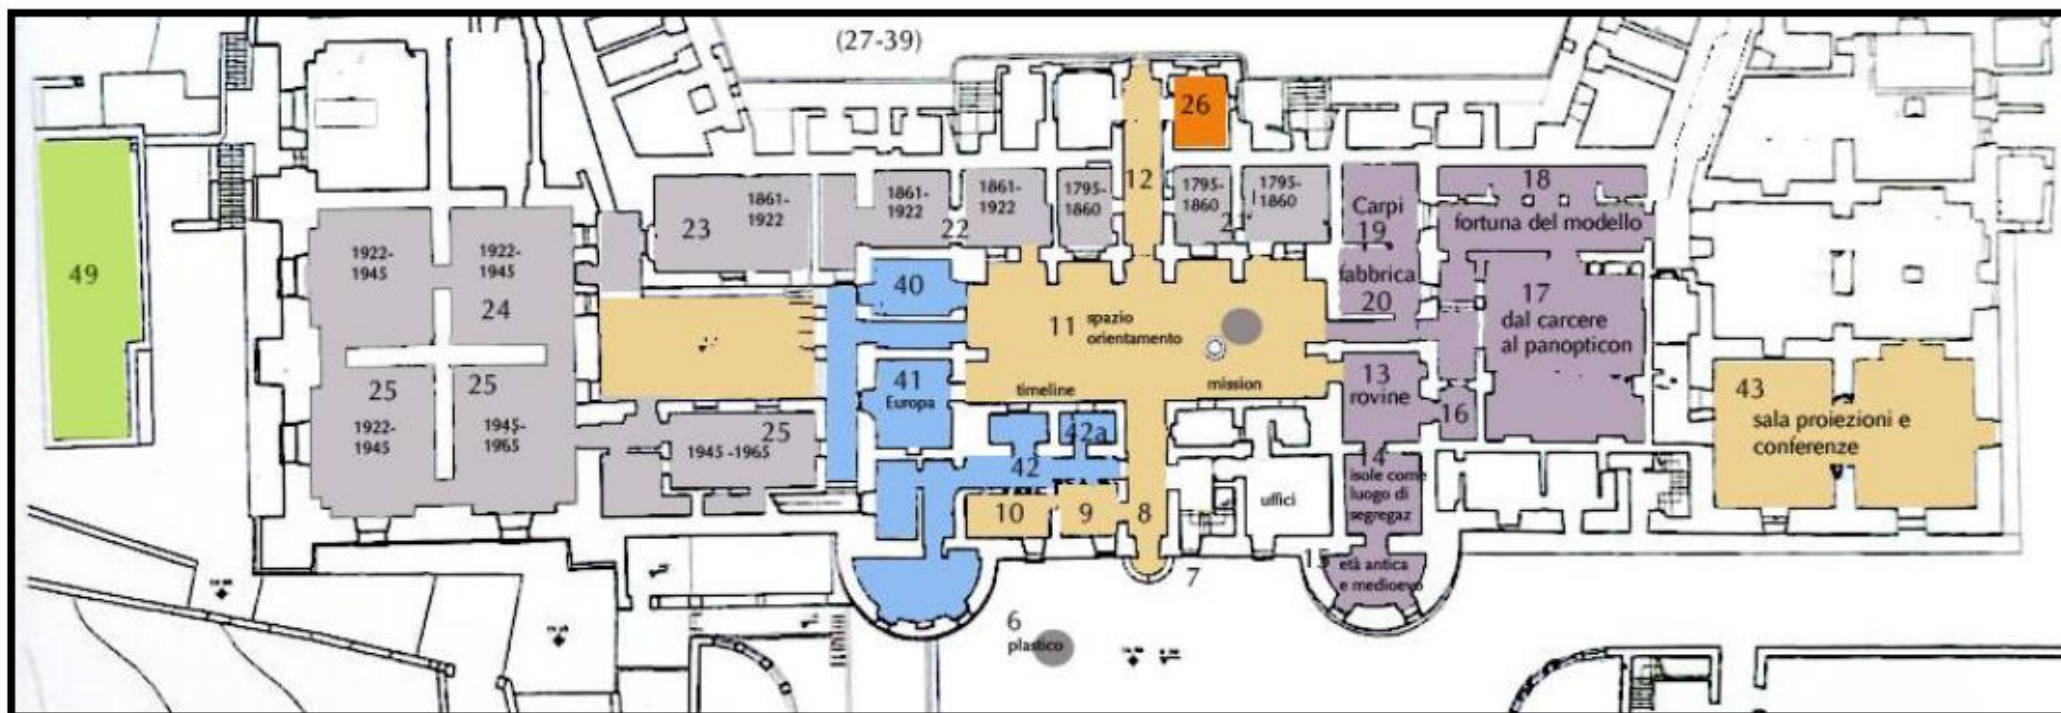 (27-39)
26
12
18
1861-
1922
1861-
1922
1861-
1922
1795-
1860
1795-
1860
1795-
1860
23
22
21
Carpi
19
fabbrica
20
fortuna del modello
49
1922-
1945
1922-
1945
24
40
11
spazio
orientamento
17
dal carcere
al panopticon
25
25
1922-
1945
1945-
1965
25
1945 -1965
41
Europa
timeline
mission
13
rovine
16
43
sala proiezioni e
conferenze
42a
42
14
isole come
luogo di
segregaz
10
9
8
uffici
7
15
età antica
e medioevo
6
plastico